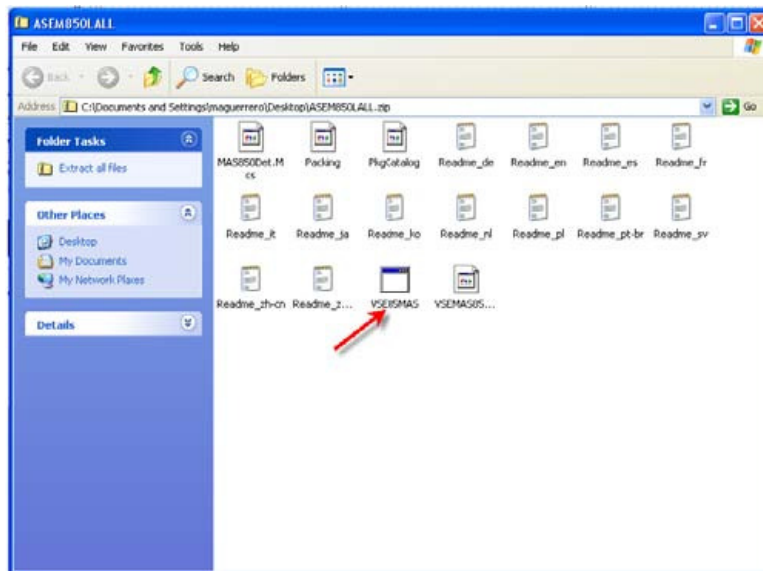 ASEM850LALL
File Edit View Favorites Tools Help
Back Search Folders
Address C:\Documents and Settings\maguerrero\Desktop\ASEM850LALL.zip Go
Folder Tasks
Extract all files
Other Places
Desktop
My Documents
My Network Places
Details
MAS850Det.M
cs
Packing
PkgCatalog
Readme_de
Readme_en
Readme_es
Readme_fr
Readme_it
Readme_ja
Readme_ko
Readme_nl
Readme_pl
Readme_pt-br
Readme_sv
Readme_zh-cn
Readme_z...
VSEMAS85...